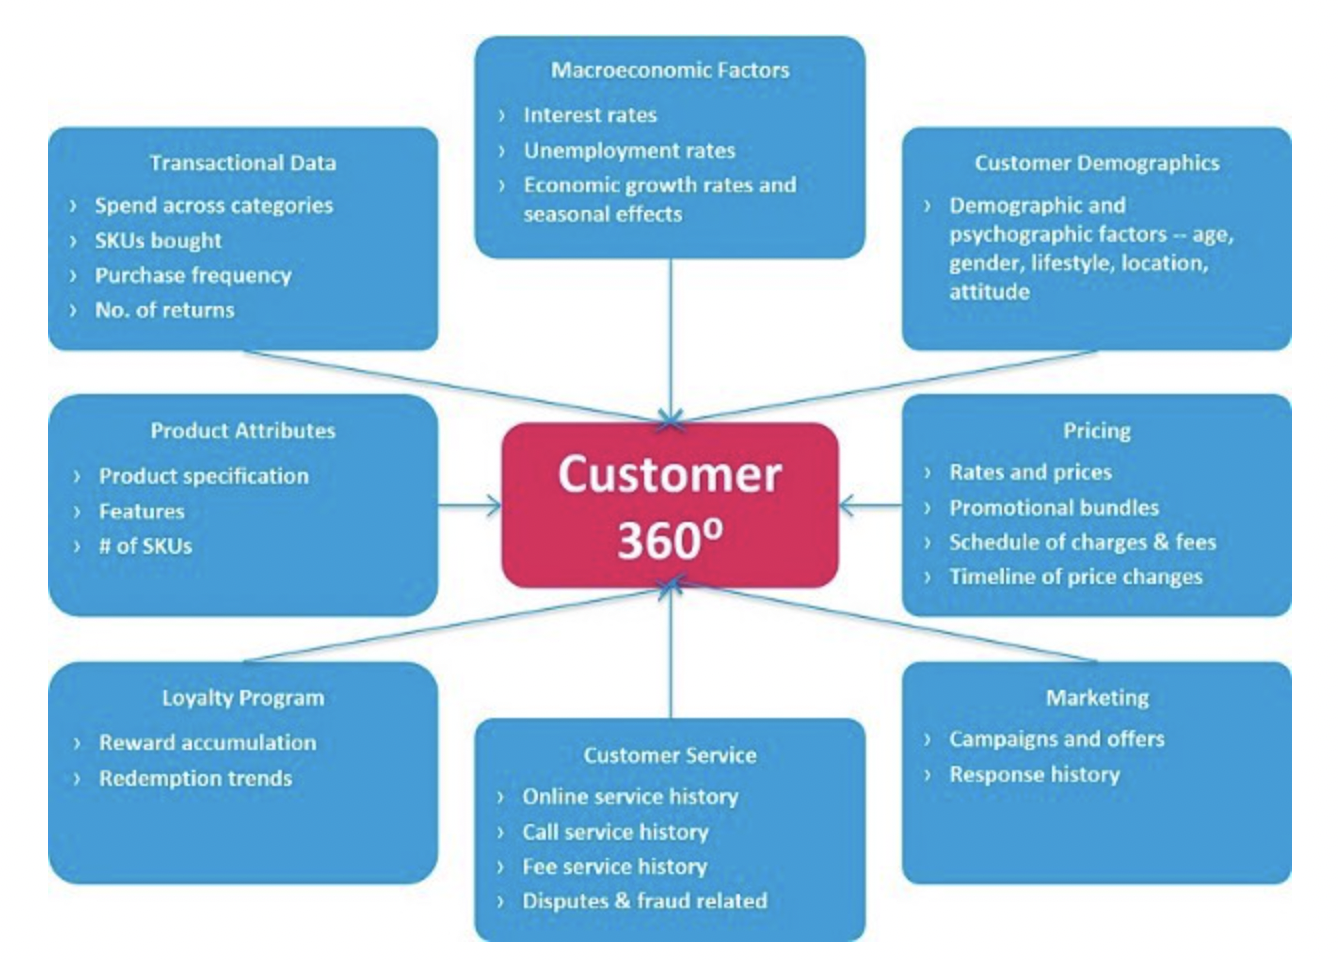 Macroeconomic Factors
› Interest rates
› Unemployment rates
› Economic growth rates and
seasonal effects
Transactional Data
› Spend across categories
› SKUs bought
› Purchase frequency
› No. of returns
Customer Demographics
› Demographic and
psychographic factors -- age,
gender, lifestyle, location,
attitude
Product Attributes
› Product specification
› Features
› # of SKUs
Customer
360º
Pricing
› Rates and prices
› Promotional bundles
› Schedule of charges & fees
› Timeline of price changes
Loyalty Program
› Reward accumulation
› Redemption trends
Customer Service
› Online service history
› Call service history
› Fee service history
› Disputes & fraud related
Marketing
› Campaigns and offers
› Response history